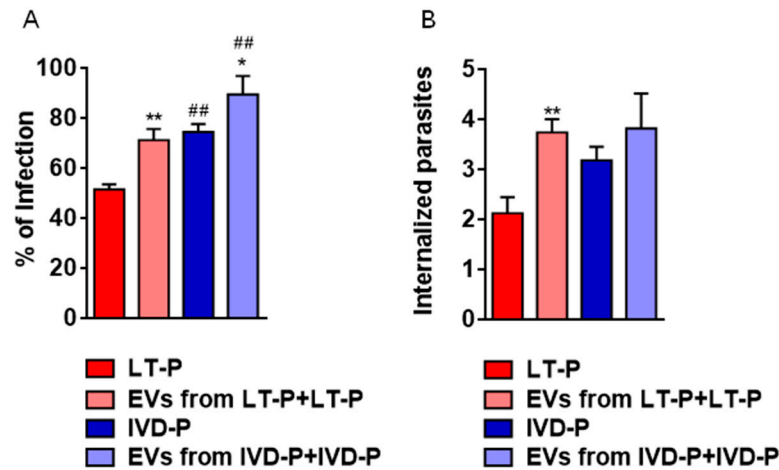 A
% of Infection
100
80
60
40
20
0
**
##
##
*
LT-P
EVs from LT-P+LT-P
IVD-P
EVs from IVD-P+IVD-P
B
Internalized parasites
5
4
3
2
1
0
**
LT-P
EVs from LT-P+LT-P
IVD-P
EVs from IVD-P+IVD-P